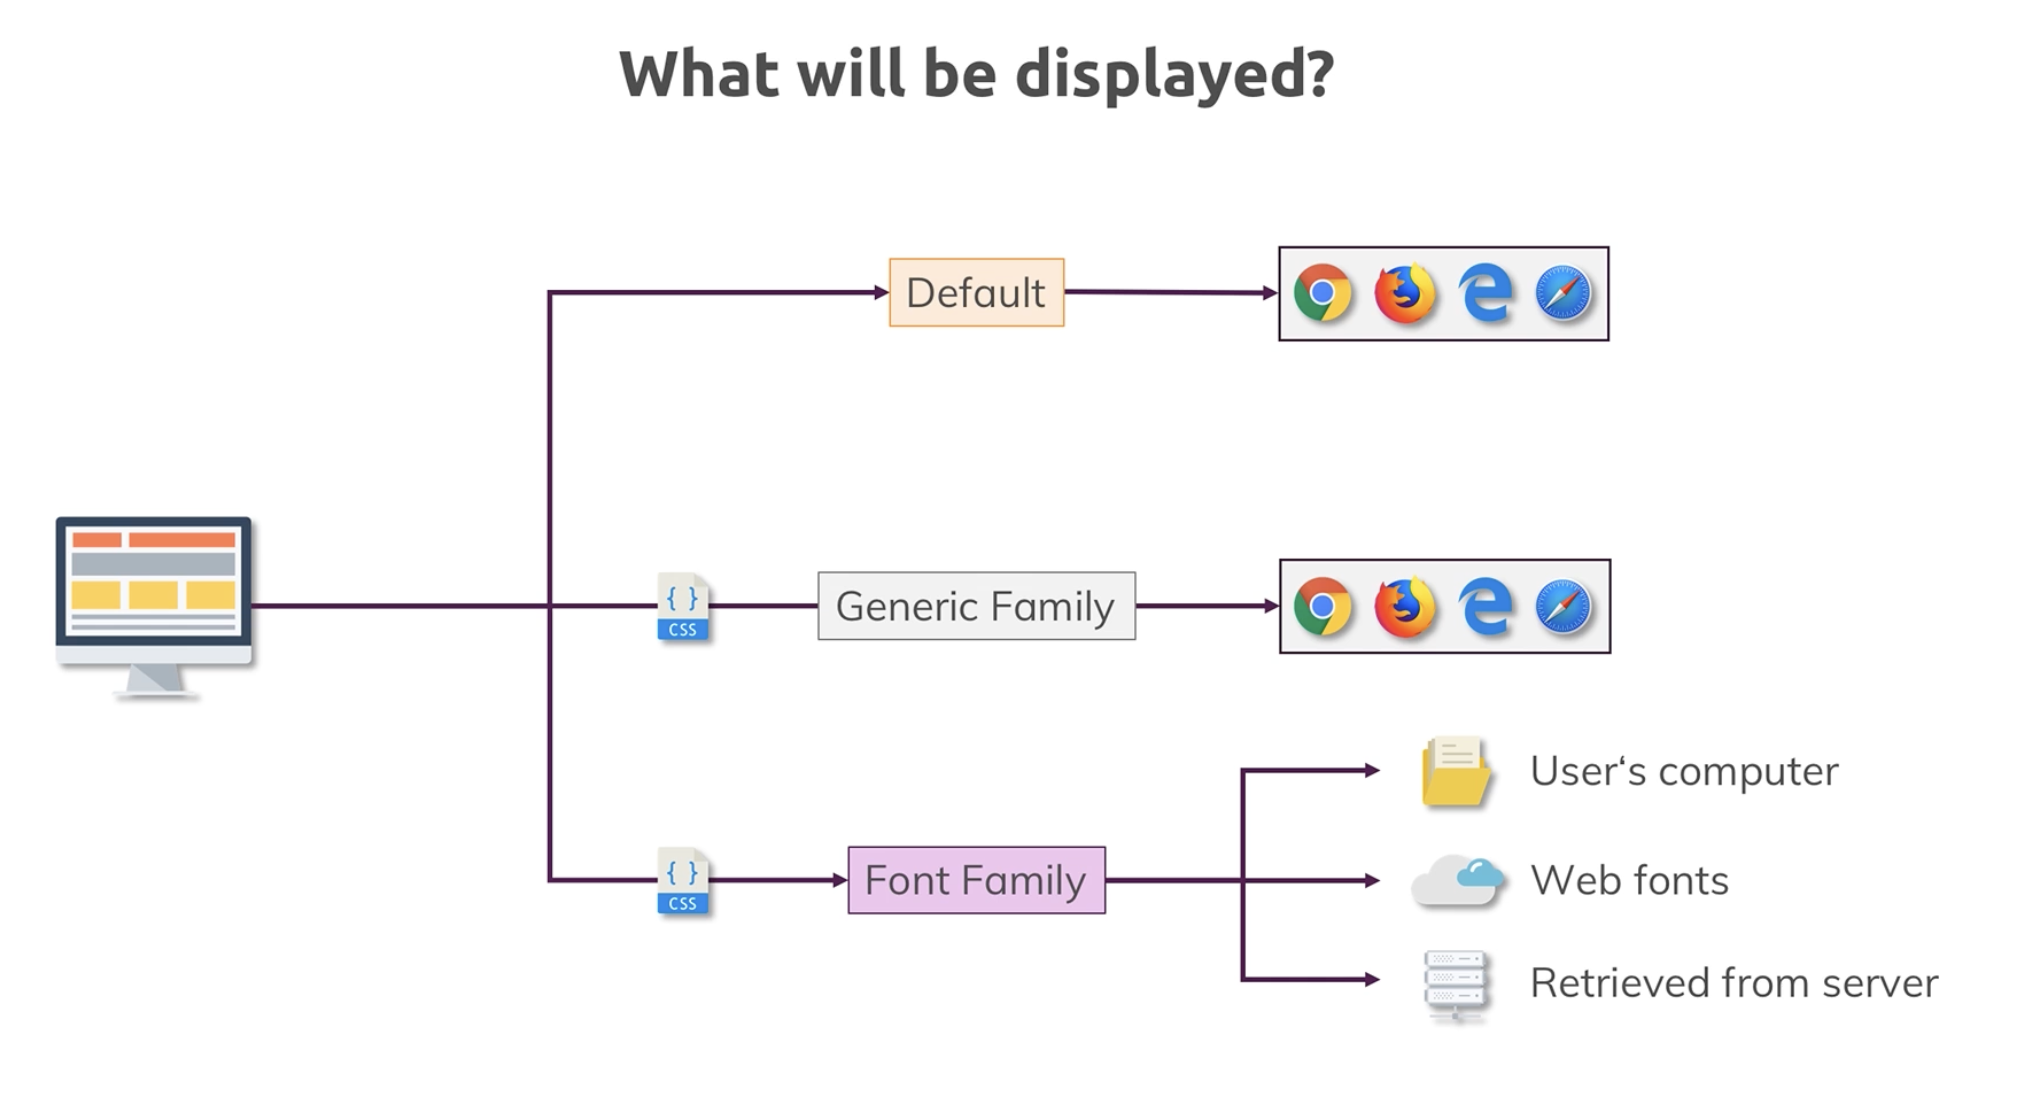 What will be displayed?
Default
{ }
CSS
Generic Family
User‘s computer
{ }
CSS
Font Family
Web fonts
Retrieved from server